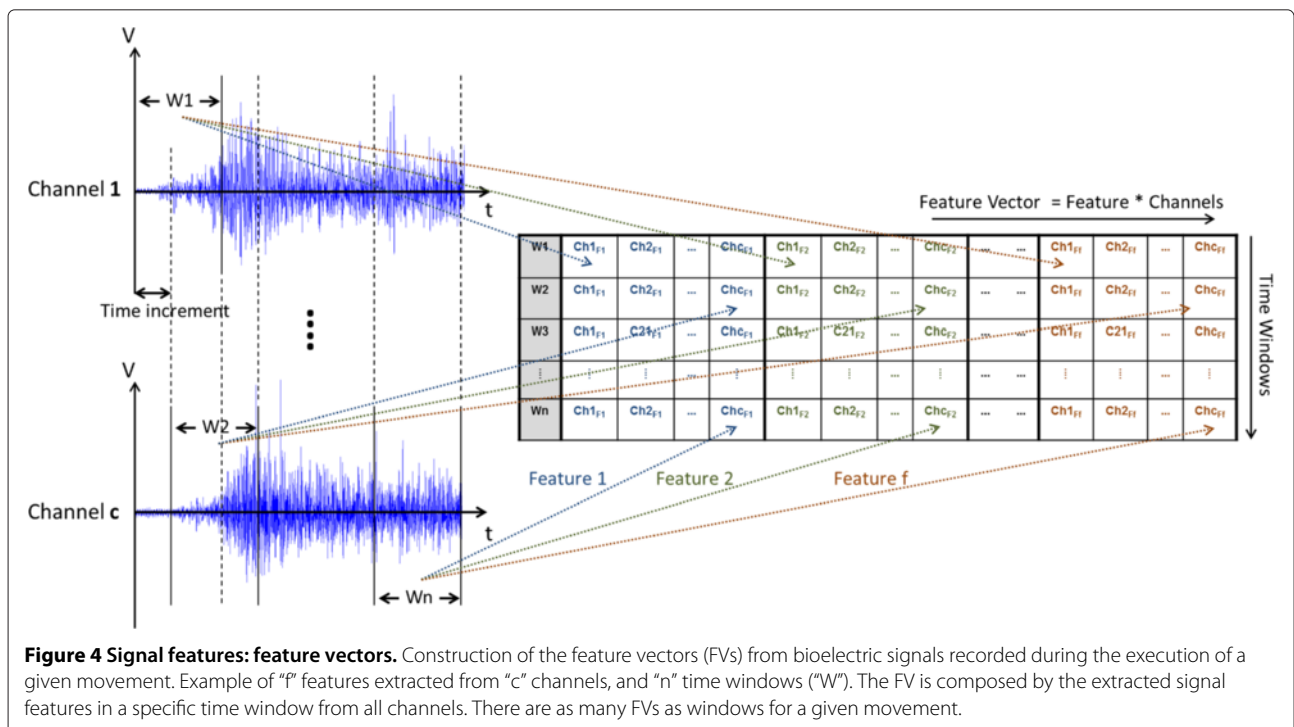 V
W1
Channel 1
t
Time increment
V
W2
Channel c
t
Wn
Feature Vector = Feature * Channels
W1 Ch1F1 Ch2F1 ... ChcF1 Ch1F2 Ch2F2 ... ChcF2 ... ... Ch1Ff Ch2Ff ... ChcFf
W2 Ch1F1 Ch2F1 ... ChcF1 Ch1F2 Ch2F2 ... ChcF2 ... ... Ch1Ff Ch2Ff ... ChcFf
W3 Ch1F1 C21F1 ... ChcF1 Ch1F2 C21F2 ... ChcF2 ... ... Ch1Ff C21Ff ... ChcFf
... ... ... ... ... ... ... ... ... ... ... ... ... ... ...
Wn Ch1F1 Ch2F1 ... ChcF1 Ch1F2 Ch2F2 ... ChcF2 ... ... Ch1Ff Ch2Ff ... ChcFf
Time Windows
Feature 1 Feature 2 Feature f
Figure 4 Signal features: feature vectors. Construction of the feature vectors (FVs) from bioelectric signals recorded during the execution of a
given movement. Example of “f” features extracted from “c” channels, and “n” time windows (“W”). The FV is composed by the extracted signal
features in a specific time window from all channels. There are as many FVs as windows for a given movement.